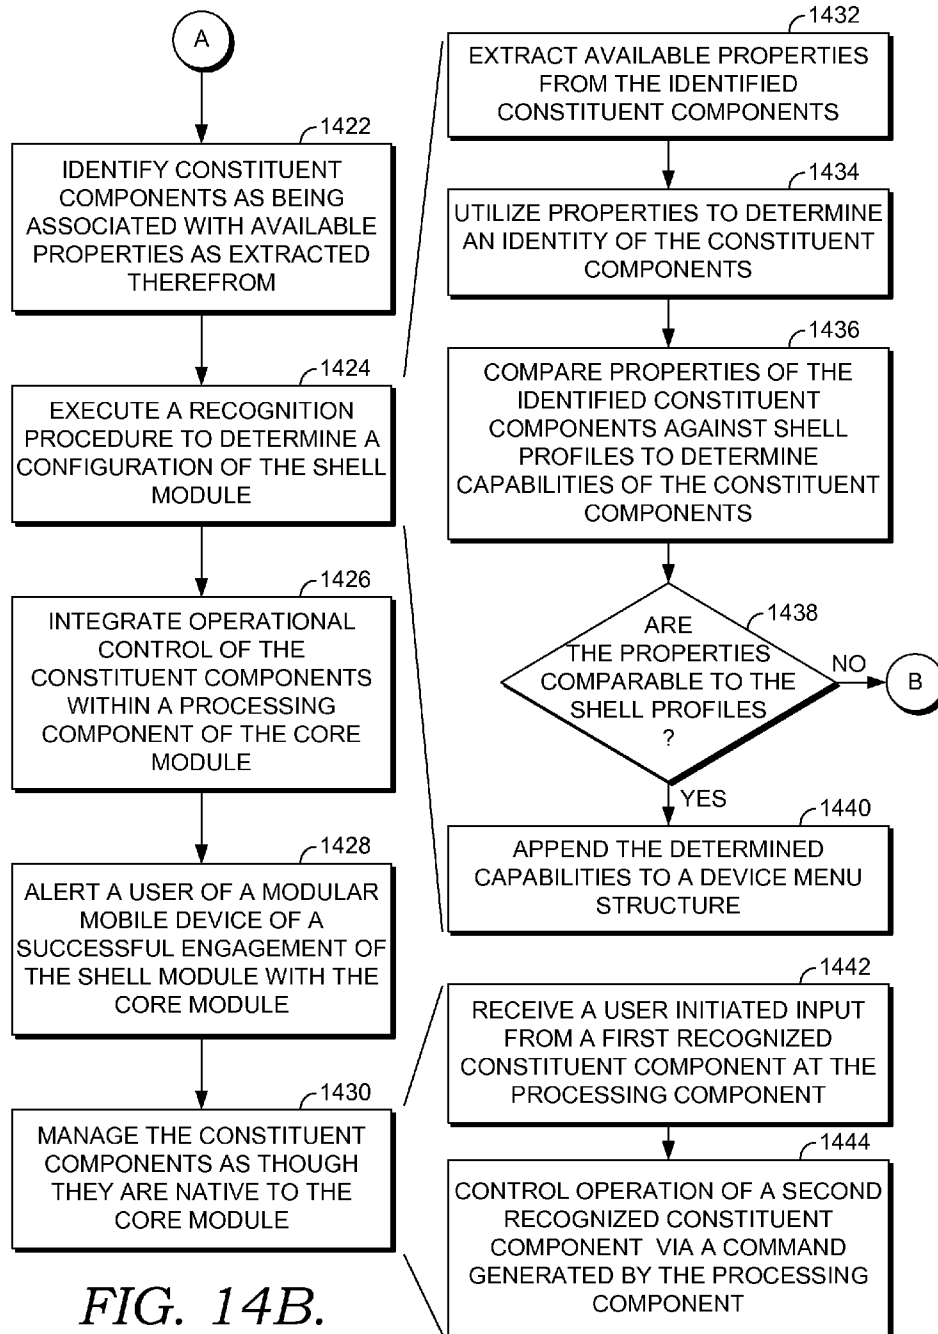 A
1422
IDENTIFY CONSTITUENT
COMPONENTS AS BEING
ASSOCIATED WITH AVAILABLE
PROPERTIES AS EXTRACTED
THEREFROM
1424
EXECUTE A RECOGNITION
PROCEDURE TO DETERMINE A
CONFIGURATION OF THE SHELL
MODULE
1426
INTEGRATE OPERATIONAL
CONTROL OF THE
CONSTITUENT COMPONENTS
WITHIN A PROCESSING
COMPONENT OF THE CORE
MODULE
1428
ALERT A USER OF A MODULAR
MOBILE DEVICE OF A
SUCCESSFUL ENGAGEMENT OF
THE SHELL MODULE WITH THE
CORE MODULE
1430
MANAGE THE CONSTITUENT
COMPONENTS AS THOUGH
THEY ARE NATIVE TO THE
CORE MODULE
1432
EXTRACT AVAILABLE PROPERTIES
FROM THE IDENTIFIED
CONSTITUENT COMPONENTS
1434
UTILIZE PROPERTIES TO DETERMINE
AN IDENTITY OF THE CONSTITUENT
COMPONENTS
1436
COMPARE PROPERTIES OF THE
IDENTIFIED CONSTITUENT
COMPONENTS AGAINST SHELL
PROFILES TO DETERMINE
CAPABILITIES OF THE CONSTITUENT
COMPONENTS
1438
ARE
THE PROPERTIES
COMPARABLE TO THE
SHELL PROFILES
?
NO
B
YES
1440
APPEND THE DETERMINED
CAPABILITIES TO A DEVICE MENU
STRUCTURE
1442
RECEIVE A USER INITIATED INPUT
FROM A FIRST RECOGNIZED
CONSTITUENT COMPONENT AT THE
PROCESSING COMPONENT
1444
CONTROL OPERATION OF A SECOND
RECOGNIZED CONSTITUENT
COMPONENT VIA A COMMAND
GENERATED BY THE PROCESSING
COMPONENT
FIG. 14B.